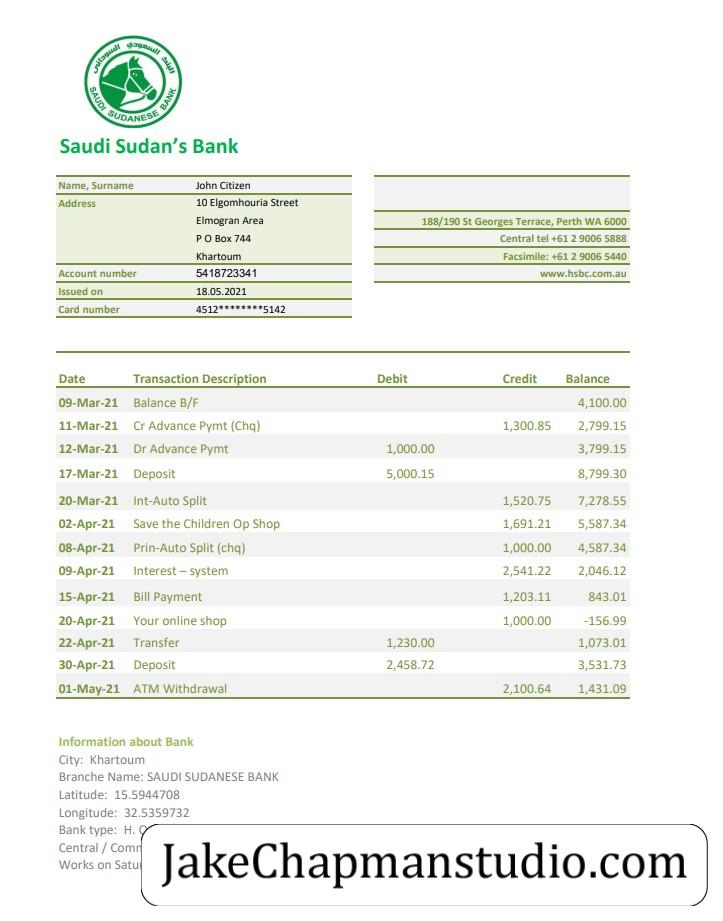 البنك السعودي السوداني
SAUDI SUDANESE BANK
Saudi Sudan’s Bank
Name, Surname John Citizen
Address 10 Elgomhouria Street
Elmogran Area
P O Box 744
Khartoum
Account number 5418723341
Issued on 18.05.2021
Card number 4512********5142
188/190 St Georges Terrace, Perth WA 6000
Central tel +61 2 9006 5888
Facsimile: +61 2 9006 5440
www.hsbc.com.au
Date Transaction Description Debit Credit Balance
09-Mar-21 Balance B/F 4,100.00
11-Mar-21 Cr Advance Pymt (Chq) 1,300.85 2,799.15
12-Mar-21 Dr Advance Pymt 1,000.00 3,799.15
17-Mar-21 Deposit 5,000.15 8,799.30
20-Mar-21 Int-Auto Split 1,520.75 7,278.55
02-Apr-21 Save the Children Op Shop 1,691.21 5,587.34
08-Apr-21 Prin-Auto Split (chq) 1,000.00 4,587.34
09-Apr-21 Interest – system 2,541.22 2,046.12
15-Apr-21 Bill Payment 1,203.11 843.01
20-Apr-21 Your online shop 1,000.00 -156.99
22-Apr-21 Transfer 1,230.00 1,073.01
30-Apr-21 Deposit 2,458.72 3,531.73
01-May-21 ATM Withdrawal 2,100.64 1,431.09
Information about Bank
City: Khartoum
Branche Name: SAUDI SUDANESE BANK
Latitude: 15.5944708
Longitude: 32.5359732
Bank type: H.
Central /
Works on
JakeChapmanstudio.com